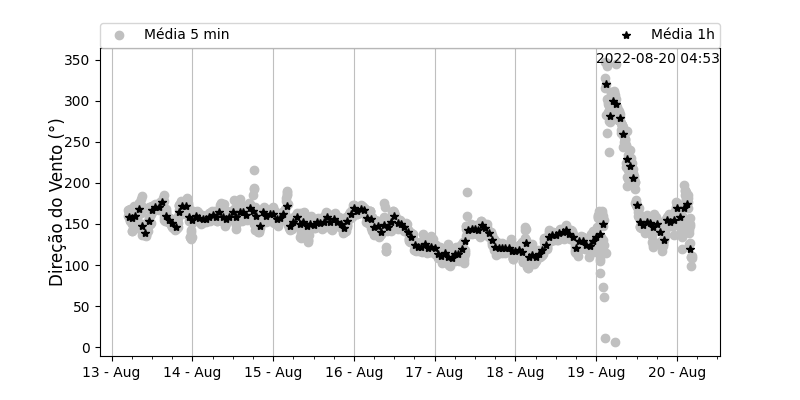 Média 5 min
Média 1h
2022-08-20 04:53
Direção do Vento (°)
350
300
250
200
150
100
50
0
13 - Aug
14 - Aug
15 - Aug
16 - Aug
17 - Aug
18 - Aug
19 - Aug
20 - Aug